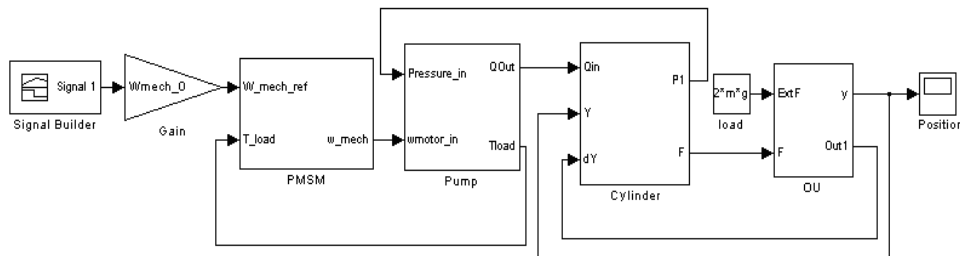 Signal 1
Signal Builder
Wmech_0
Gain
W_mech_ref
T_load
w_mech
PMSM
Pressure_in
QOut
wmotor_in
Tload
Pump
Qin
P1
Y
dY
F
Cylinder
2*m*g
load
ExtF
y
Out1
F
OU
Position